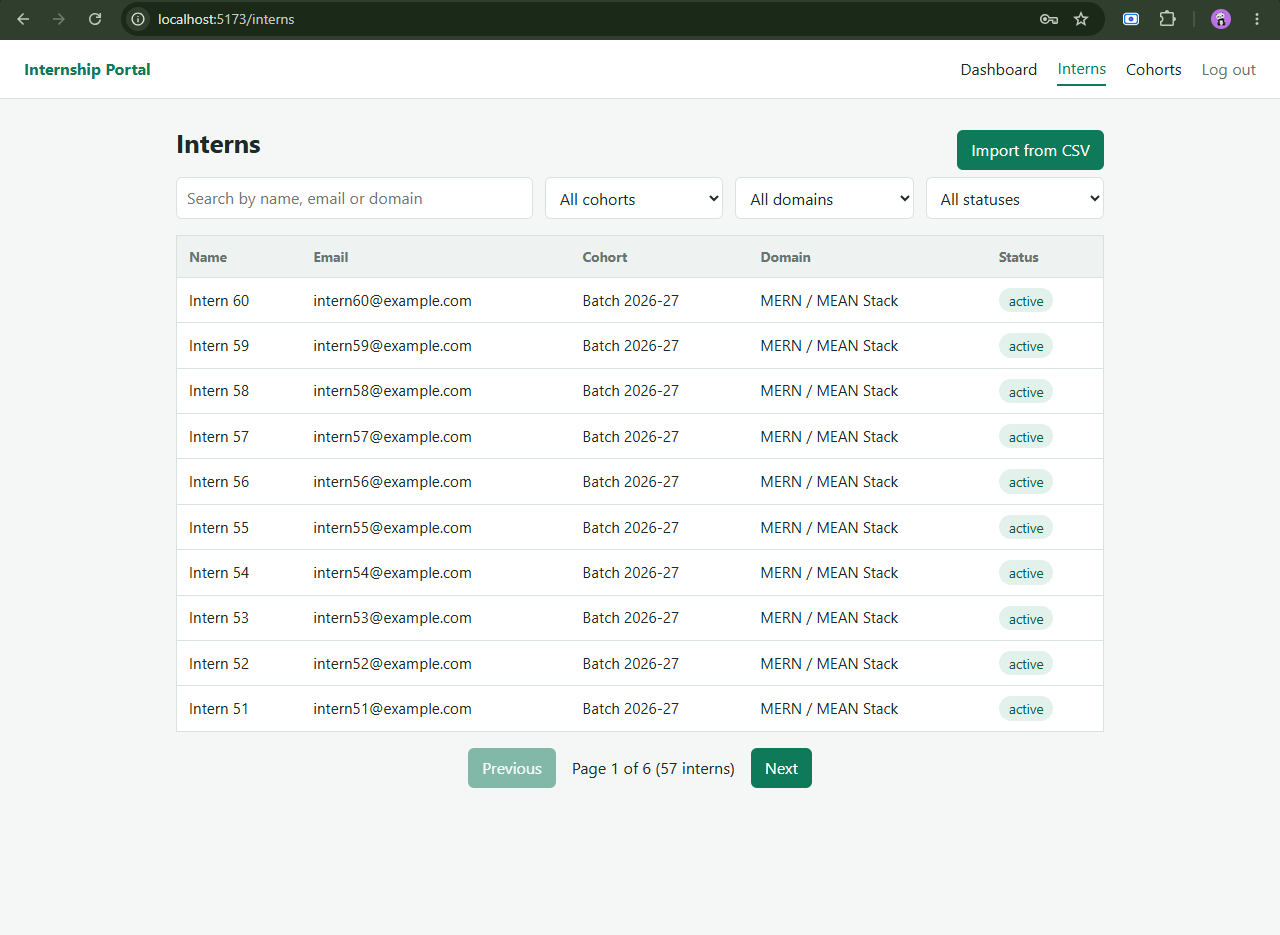 localhost:5173/interns
Internship Portal Dashboard Interns Cohorts Log out
Interns
Import from CSV
Search by name, email or domain All cohorts All domains All statuses
Name Email Cohort Domain Status
Intern 60 intern60@example.com Batch 2026-27 MERN / MEAN Stack active
Intern 59 intern59@example.com Batch 2026-27 MERN / MEAN Stack active
Intern 58 intern58@example.com Batch 2026-27 MERN / MEAN Stack active
Intern 57 intern57@example.com Batch 2026-27 MERN / MEAN Stack active
Intern 56 intern56@example.com Batch 2026-27 MERN / MEAN Stack active
Intern 55 intern55@example.com Batch 2026-27 MERN / MEAN Stack active
Intern 54 intern54@example.com Batch 2026-27 MERN / MEAN Stack active
Intern 53 intern53@example.com Batch 2026-27 MERN / MEAN Stack active
Intern 52 intern52@example.com Batch 2026-27 MERN / MEAN Stack active
Intern 51 intern51@example.com Batch 2026-27 MERN / MEAN Stack active
Previous Page 1 of 6 (57 interns) Next